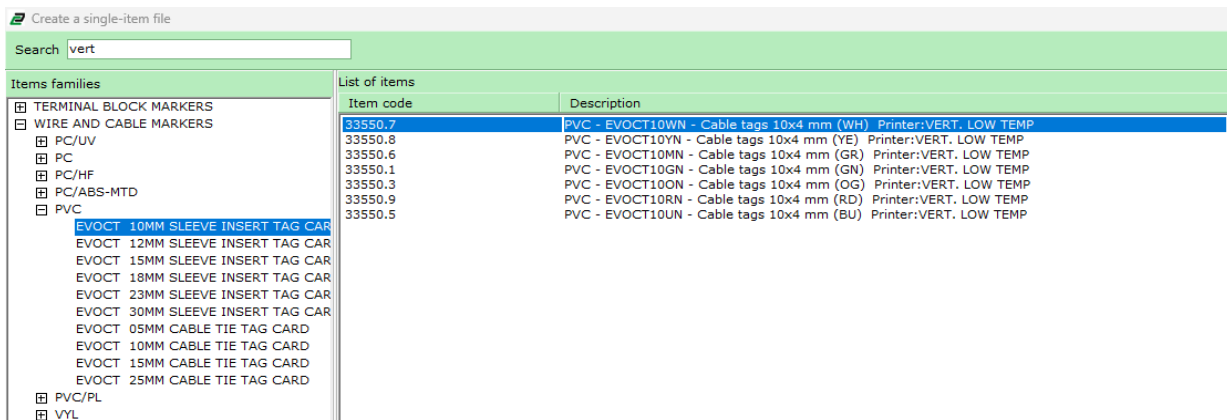 Create a single-item file
Search vert
Items families
TERMINAL BLOCK MARKERS
WIRE AND CABLE MARKERS
PC/UV
PC
PC/HF
PC/ABS-MTD
PVC
EVOCT 10MM SLEEVE INSERT TAG CAR
EVOCT 12MM SLEEVE INSERT TAG CAR
EVOCT 15MM SLEEVE INSERT TAG CAR
EVOCT 18MM SLEEVE INSERT TAG CAR
EVOCT 23MM SLEEVE INSERT TAG CAR
EVOCT 30MM SLEEVE INSERT TAG CAR
EVOCT 05MM CABLE TIE TAG CARD
EVOCT 10MM CABLE TIE TAG CARD
EVOCT 15MM CABLE TIE TAG CARD
EVOCT 25MM CABLE TIE TAG CARD
PVC/PL
VYL
List of items
Item code Description
33550.7 PVC - EVOCT10WN - Cable tags 10x4 mm (WH) Printer:VERT. LOW TEMP
33550.8 PVC - EVOCT10YN - Cable tags 10x4 mm (YE) Printer:VERT. LOW TEMP
33550.6 PVC - EVOCT10MN - Cable tags 10x4 mm (GR) Printer:VERT. LOW TEMP
33550.1 PVC - EVOCT10GN - Cable tags 10x4 mm (GN) Printer:VERT. LOW TEMP
33550.3 PVC - EVOCT10ON - Cable tags 10x4 mm (OG) Printer:VERT. LOW TEMP
33550.9 PVC - EVOCT10RN - Cable tags 10x4 mm (RD) Printer:VERT. LOW TEMP
33550.5 PVC - EVOCT10UN - Cable tags 10x4 mm (BU) Printer:VERT. LOW TEMP